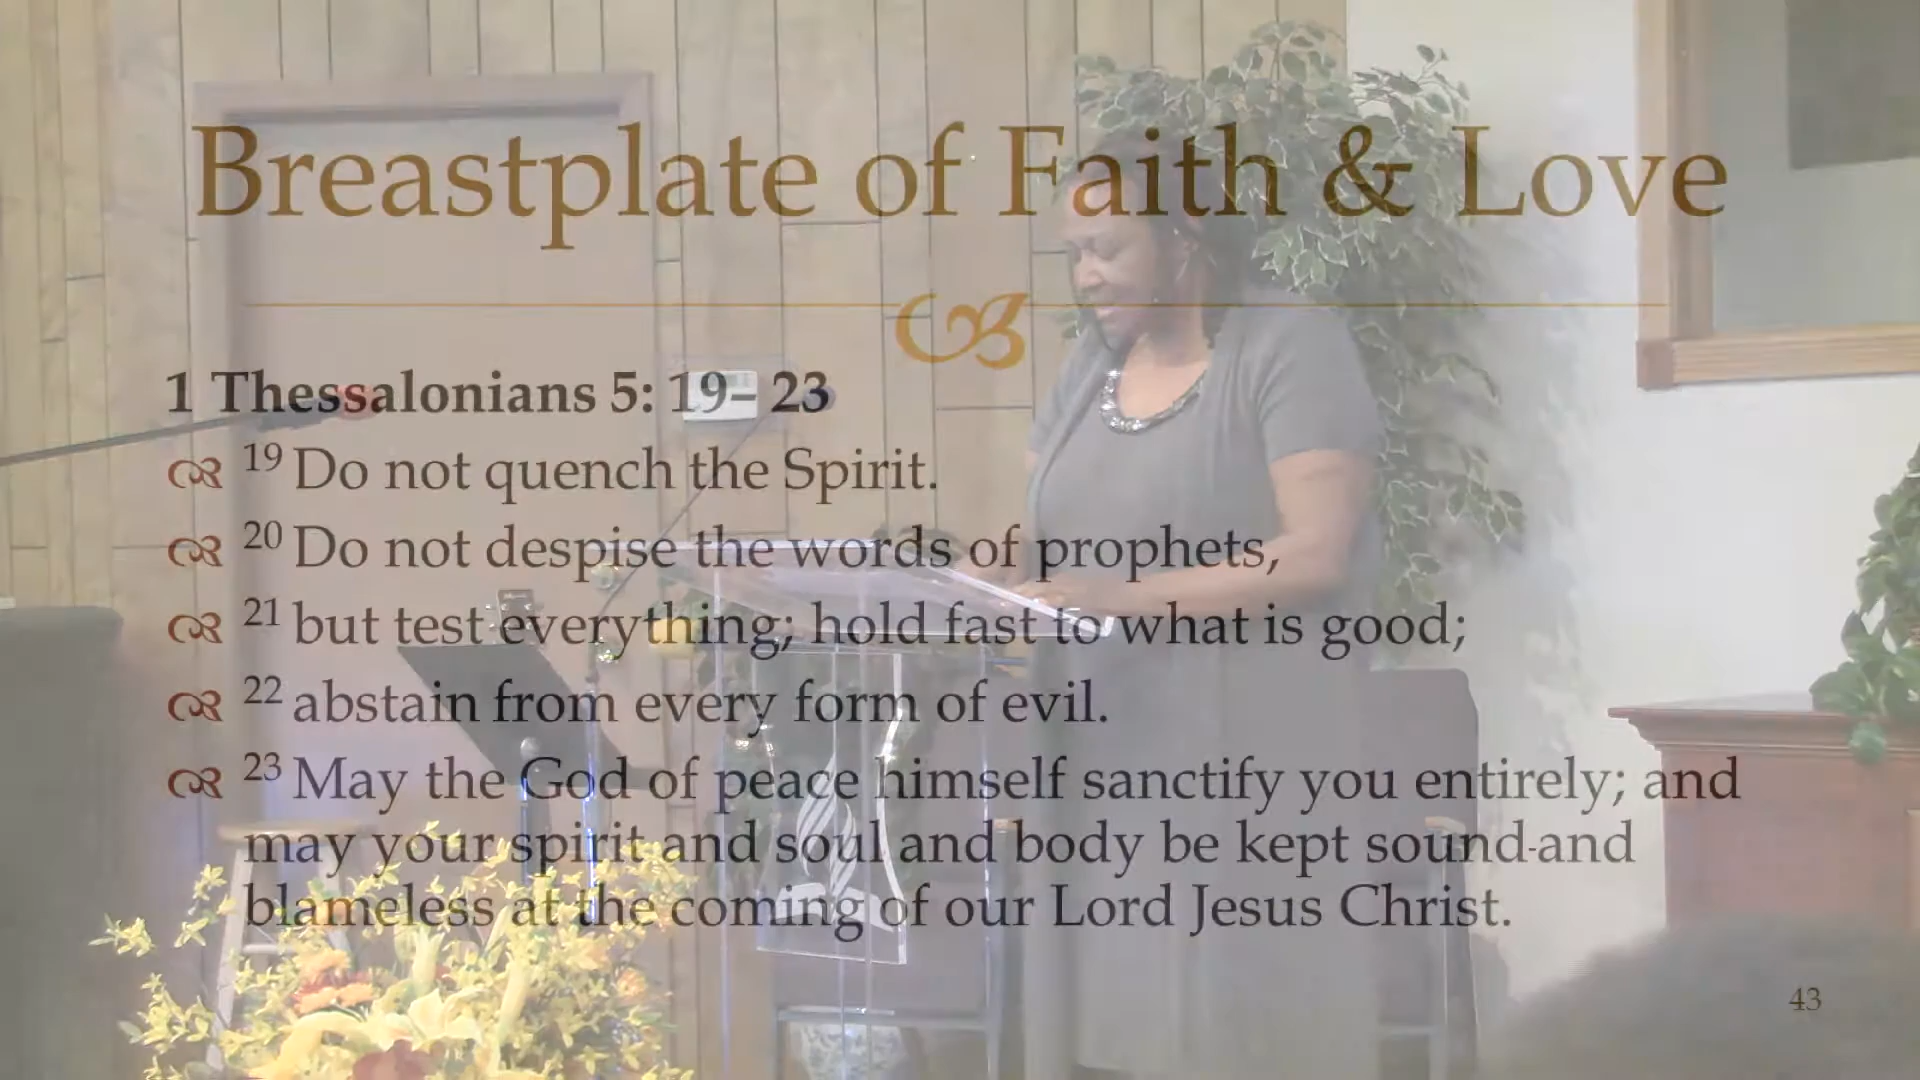 Breastplate of Faith & Love
1 Thessalonians 5: 19– 23
19 Do not quench the Spirit.
20 Do not despise the words of prophets,
21 but test everything; hold fast to what is good;
22 abstain from every form of evil.
23 May the God of peace himself sanctify you entirely; and
may your spirit and soul and body be kept sound and
blameless at the coming of our Lord Jesus Christ.
43